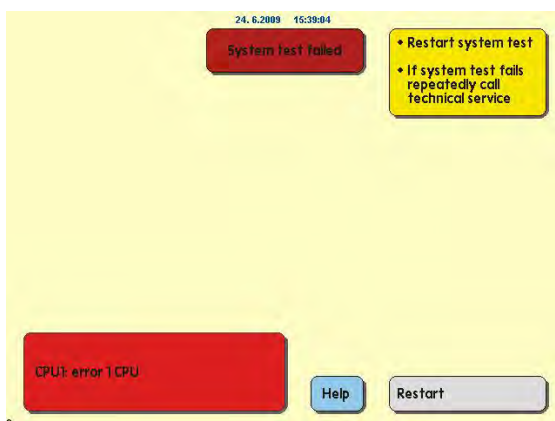 24. 6.2009 15:39:04
System test failed
• Restart system test
• If system test fails
repeatedly call
technical service
CPU1: error 1 CPU
Help
Restart